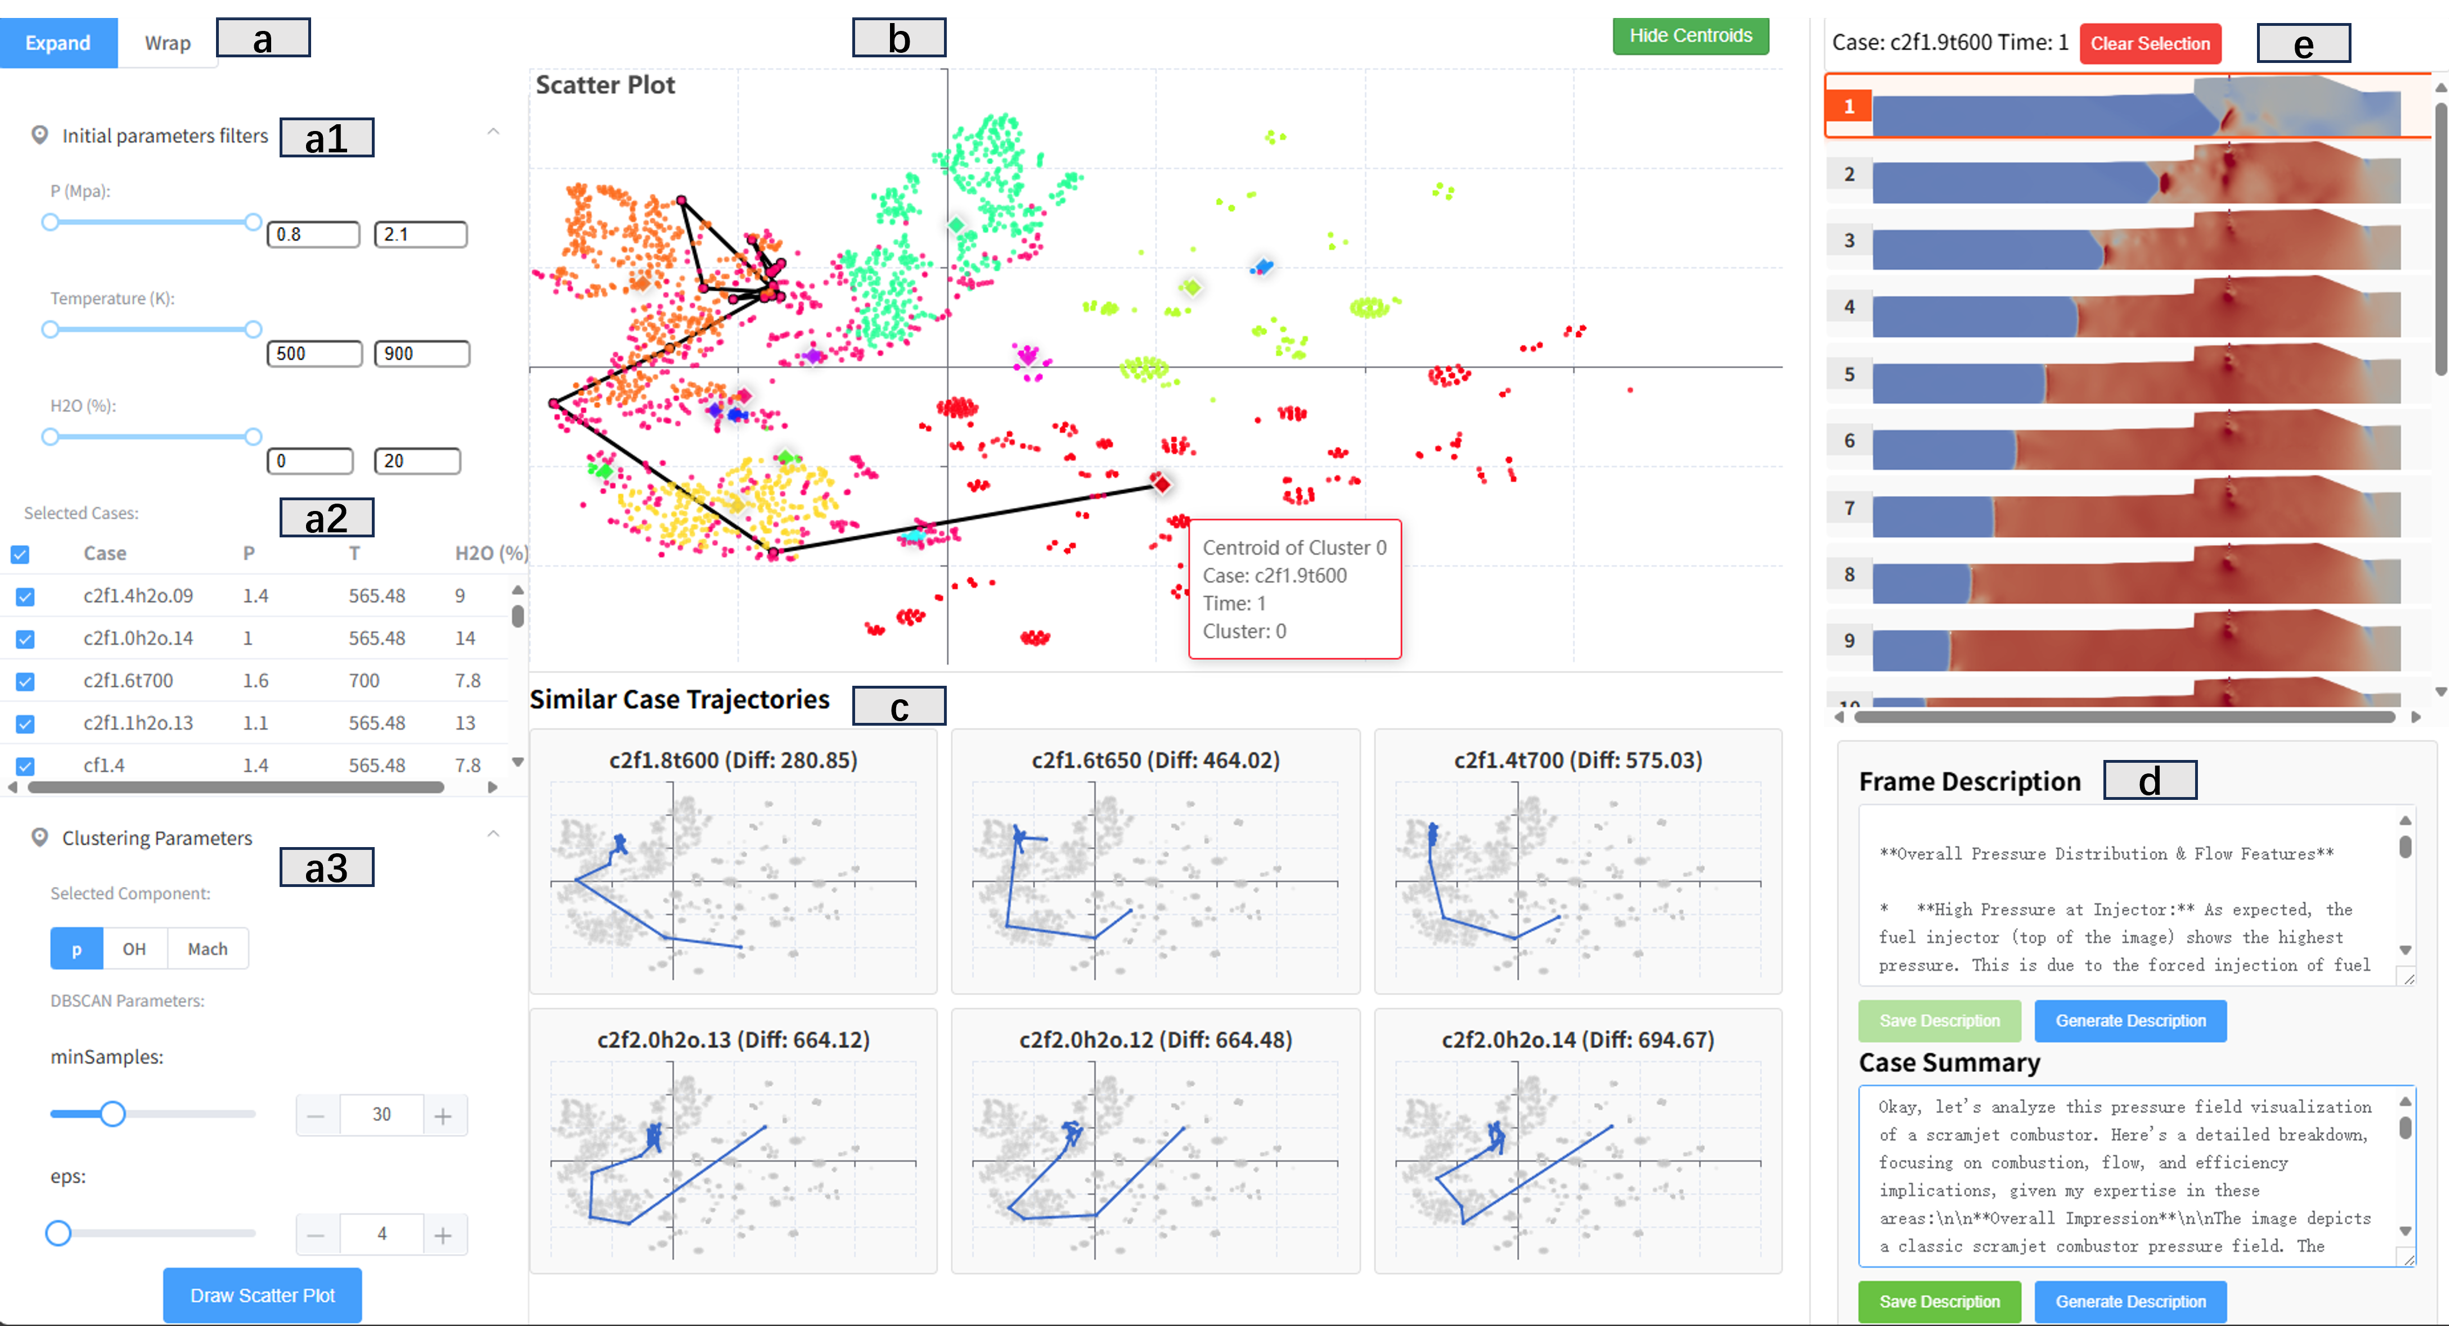 Expand
Wrap
a
Initial parameters filters
a1
P (Mpa):
0.8
2.1
Temperature (K):
500
900
H2O (%):
0
20
Selected Cases:
a2
Case P T H2O (%)
c2f1.4h2o.09 1.4 565.48 9
c2f1.0h2o.14 1 565.48 14
c2f1.6t700 1.6 700 7.8
c2f1.1h2o.13 1.1 565.48 13
cf1.4 1.4 565.48 7.8
Clustering Parameters
a3
Selected Component:
p
OH
Mach
DBSCAN Parameters:
minSamples:
30
eps:
4
Draw Scatter Plot
b
Hide Centroids
Scatter Plot
Centroid of Cluster 0
Case: c2f1.9t600
Time: 1
Cluster: 0
Similar Case Trajectories
c
c2f1.8t600 (Diff: 280.85)
c2f1.6t650 (Diff: 464.02)
c2f1.4t700 (Diff: 575.03)
c2f2.0h2o.13 (Diff: 664.12)
c2f2.0h2o.12 (Diff: 664.48)
c2f2.0h2o.14 (Diff: 694.67)
Case: c2f1.9t600 Time: 1
Clear Selection
e
1
2
3
4
5
6
7
8
9
10
Frame Description
d
**Overall Pressure Distribution & Flow Features**
* **High Pressure at Injector:** As expected, the
fuel injector (top of the image) shows the highest
pressure. This is due to the forced injection of fuel
Save Description
Generate Description
Case Summary
Okay, let's analyze this pressure field visualization
of a scramjet combustor. Here's a detailed breakdown,
focusing on combustion, flow, and efficiency
implications, given my expertise in these
areas:\n\n**Overall Impression**\n\nThe image depicts
a classic scramjet combustor pressure field. The
Save Description
Generate Description